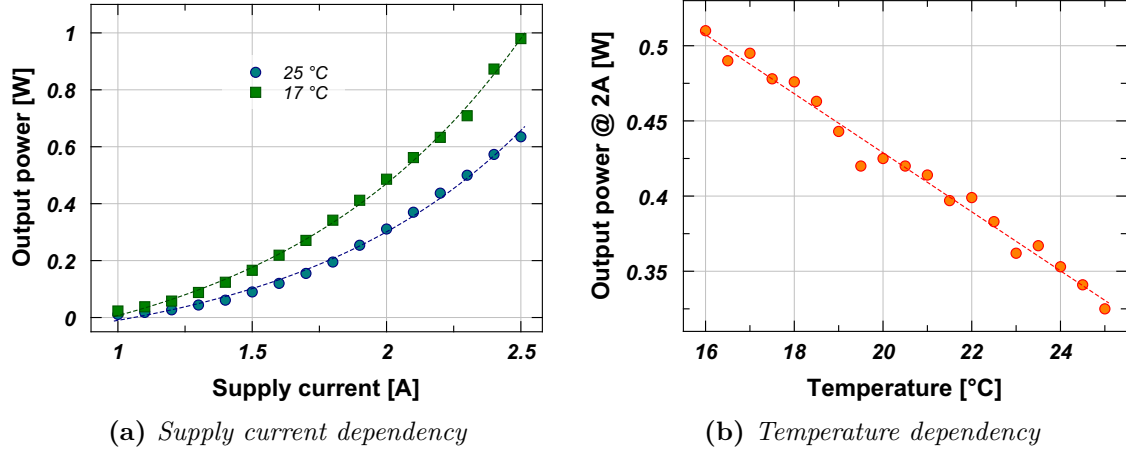 Output power [W]
1
0.8
0.6
0.4
0.2
0
25 °C
17 °C
1
1.5
2
2.5
Supply current [A]
(a) Supply current dependency
Output power @ 2A [W]
0.5
0.45
0.4
0.35
16
18
20
22
24
Temperature [°C]
(b) Temperature dependency